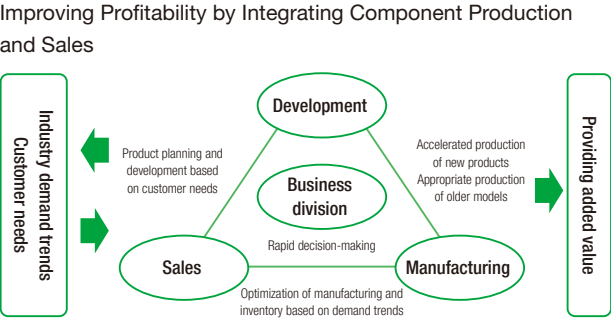 Improving Profitability by Integrating Component Production
and Sales
Industry demand trends
Customer needs
Product planning and
development based
on customer needs
Development
Business
division
Rapid decision-making
Sales
Manufacturing
Optimization of manufacturing and
inventory based on demand trends
Accelerated production
of new products
Appropriate production
of older models
Providing added value